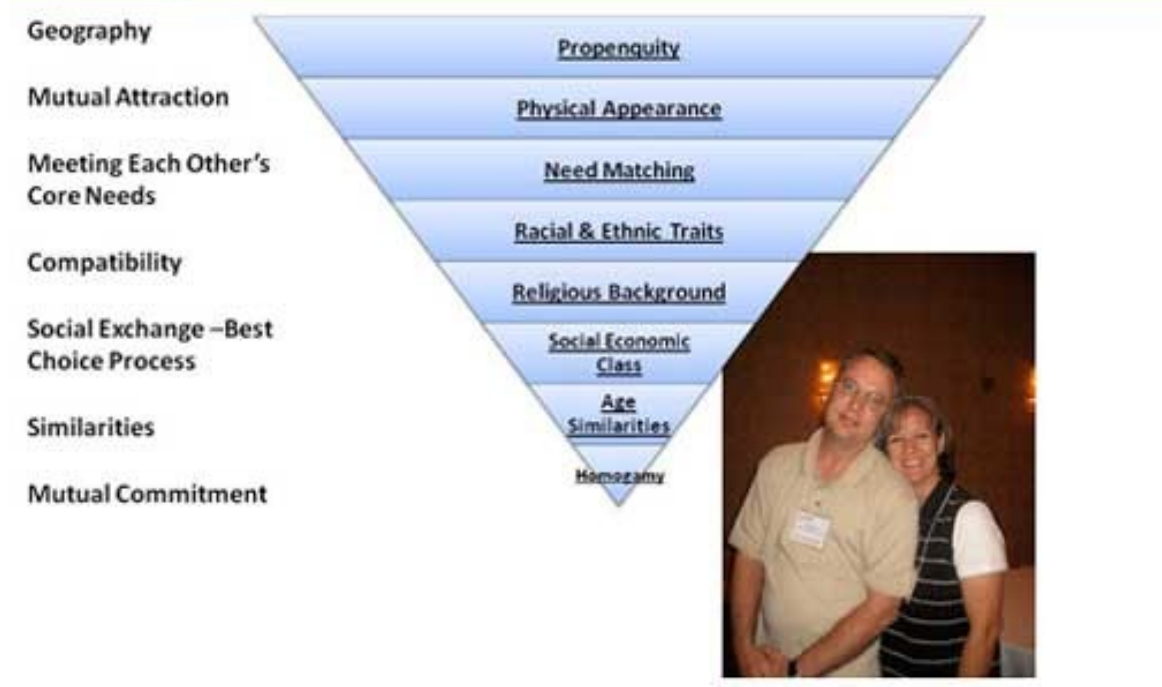 Geography
Mutual Attraction
Meeting Each Other's
Core Needs
Compatibility
Social Exchange –Best
Choice Process
Similarities
Mutual Commitment
Propenquity
Physical Appearance
Need Matching
Racial & Ethnic Traits
Religious Background
Social Economic
Class
Age
Similarities
Homogamy